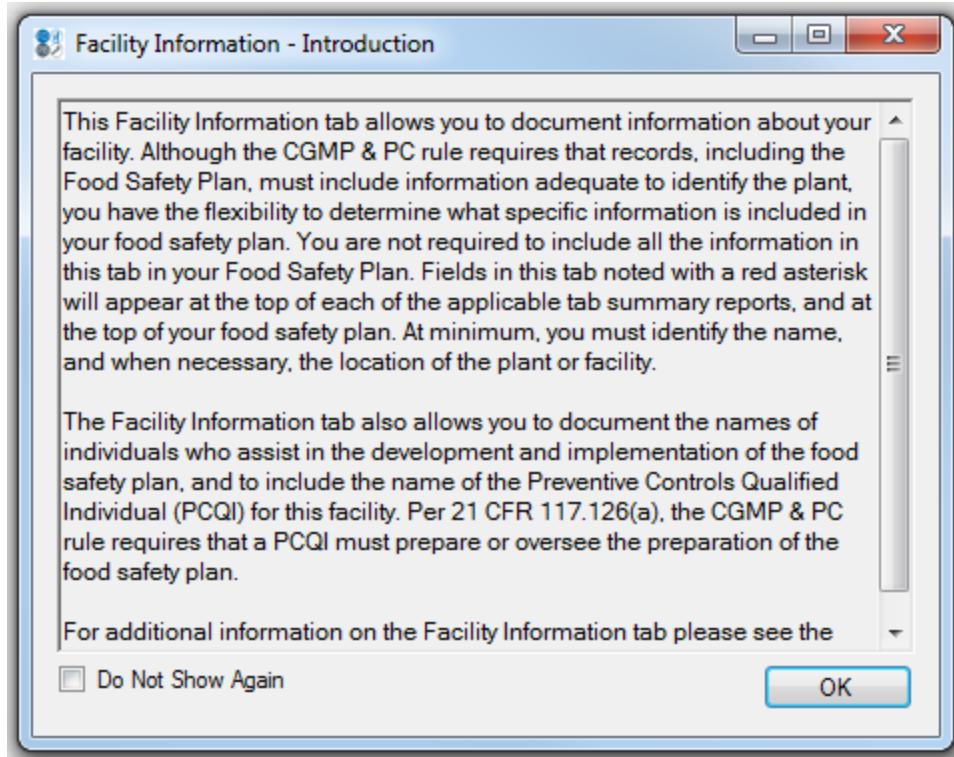 Facility Information - Introduction
This Facility Information tab allows you to document information about your
facility. Although the CGMP & PC rule requires that records, including the
Food Safety Plan, must include information adequate to identify the plant,
you have the flexibility to determine what specific information is included in
your food safety plan. You are not required to include all the information in
this tab in your Food Safety Plan. Fields in this tab noted with a red asterisk
will appear at the top of each of the applicable tab summary reports, and at
the top of your food safety plan. At minimum, you must identify the name,
and when necessary, the location of the plant or facility.
The Facility Information tab also allows you to document the names of
individuals who assist in the development and implementation of the food
safety plan, and to include the name of the Preventive Controls Qualified
Individual (PCQI) for this facility. Per 21 CFR 117.126(a), the CGMP & PC
rule requires that a PCQI must prepare or oversee the preparation of the
food safety plan.
For additional information on the Facility Information tab please see the
Do Not Show Again
OK